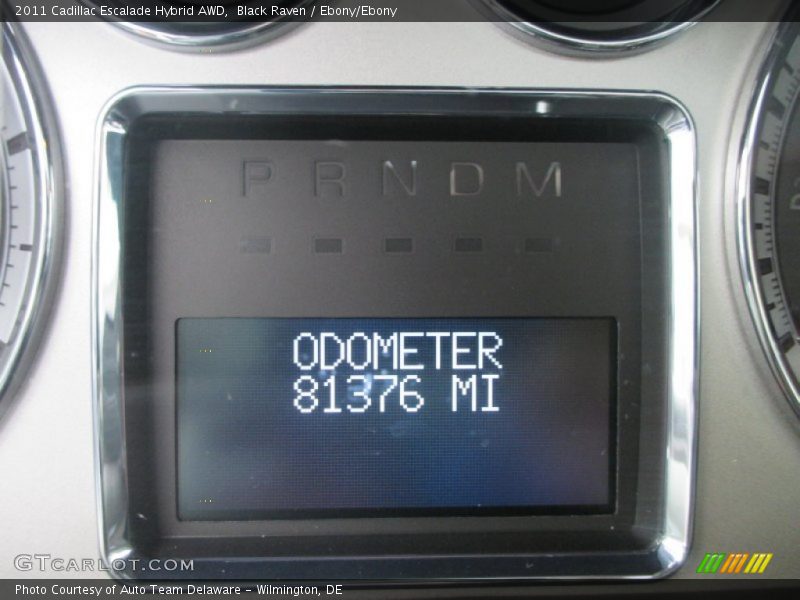 2011 Cadillac Escalade Hybrid AWD, Black Raven / Ebony/Ebony
P R N D M
ODOMETER
81376 MI
GTCARLOT.COM
Photo Courtesy of Auto Team Delaware - Wilmington, DE